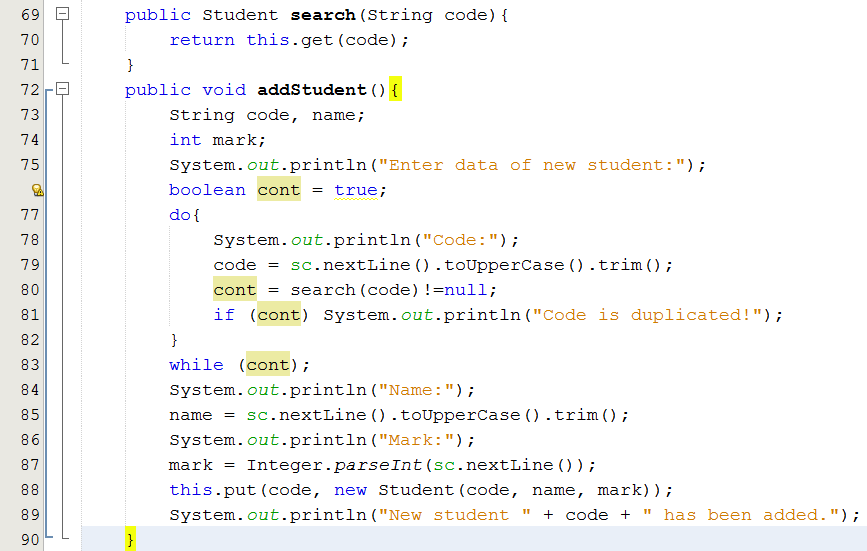 69 public Student search(String code){
70 return this.get(code);
71 }
72 public void addStudent(){
73 String code, name;
74 int mark;
75 System.out.println("Enter data of new student:");
boolean cont = true;
77 do{
78 System.out.println("Code:");
79 code = sc.nextLine().toUpperCase().trim();
80 cont = search(code)!=null;
81 if (cont) System.out.println("Code is duplicated!");
82 }
83 while (cont);
84 System.out.println("Name:");
85 name = sc.nextLine().toUpperCase().trim();
86 System.out.println("Mark:");
87 mark = Integer.parseInt(sc.nextLine());
88 this.put(code, new Student(code, name, mark));
89 System.out.println("New student " + code + " has been added.");
90 }